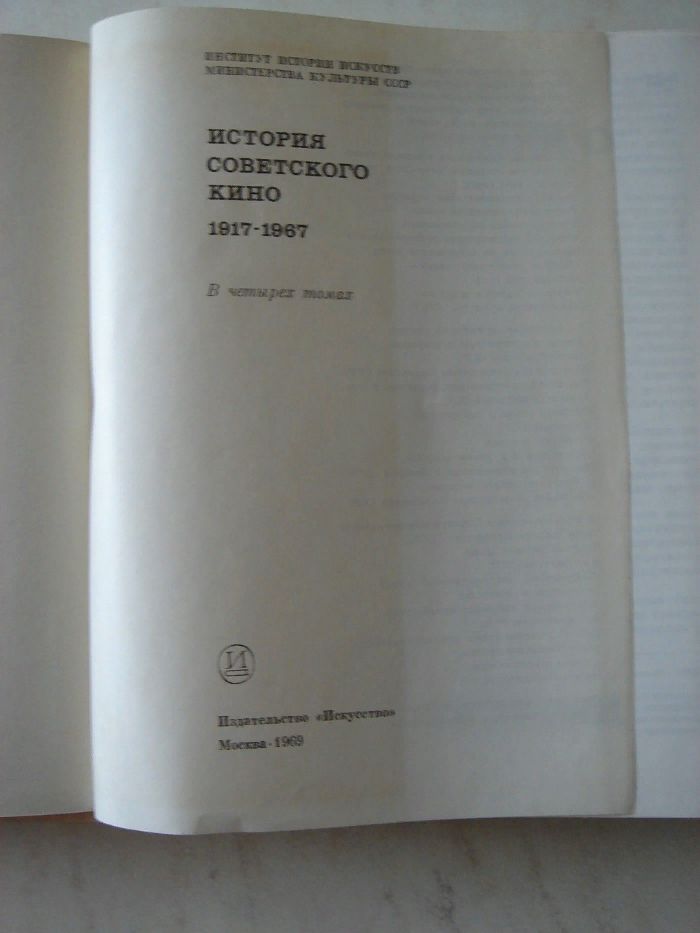 ИНСТИТУТ ИСТОРИИ ИСКУССТВ
МИНИСТЕРСТВА КУЛЬТУРЫ СССР
ИСТОРИЯ
СОВЕТСКОГО
КИНО
1917-1967
В четырех томах
И
Издательство «Искусство»
Москва · 1969